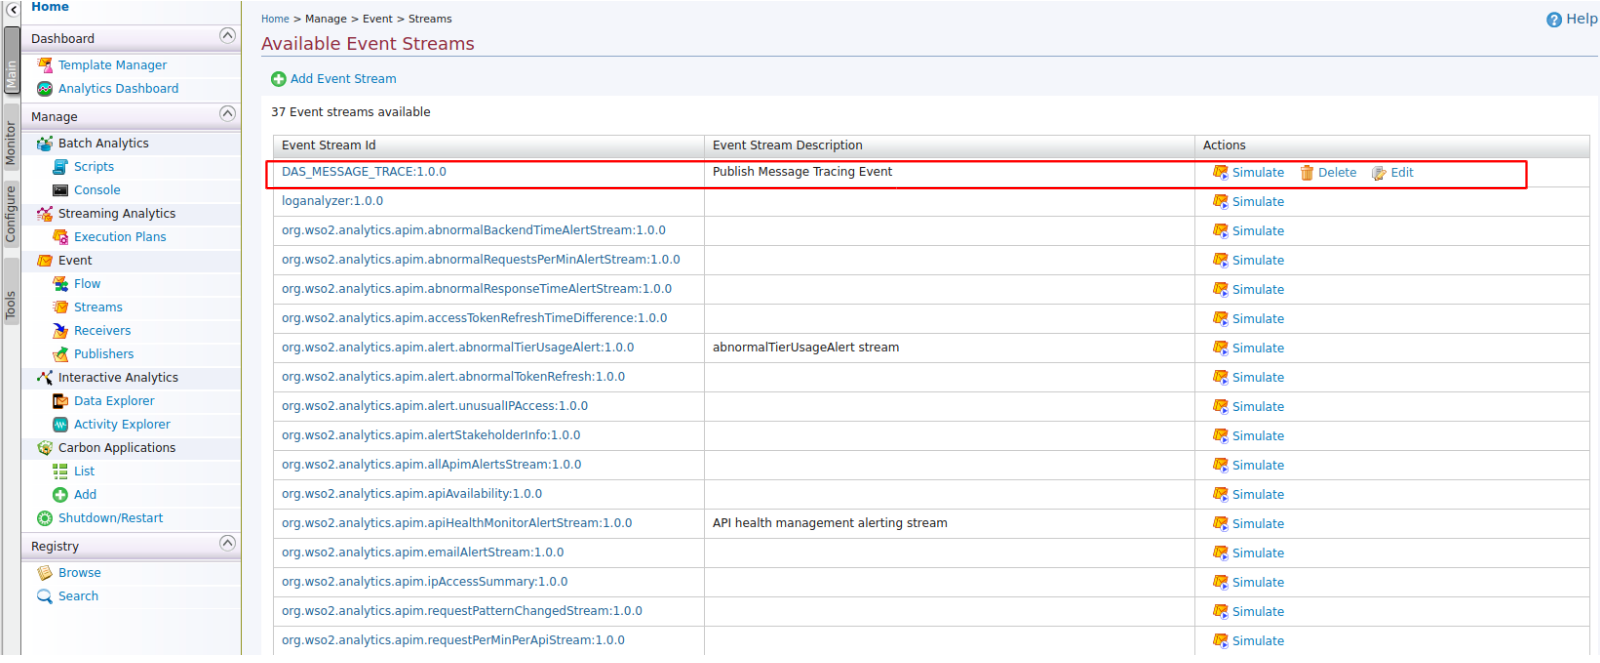 Home
Dashboard
Template Manager
Analytics Dashboard
Manage
Batch Analytics
Scripts
Console
Streaming Analytics
Execution Plans
Event
Flow
Streams
Receivers
Publishers
Interactive Analytics
Data Explorer
Activity Explorer
Carbon Applications
List
Add
Shutdown/Restart
Registry
Browse
Search
Main
Monitor
Configure
Tools
Home > Manage > Event > Streams
Help
Available Event Streams
Add Event Stream
37 Event streams available
Event Stream Id Event Stream Description Actions
DAS_MESSAGE_TRACE:1.0.0 Publish Message Tracing Event Simulate Delete Edit
loganalyzer:1.0.0 Simulate
org.wso2.analytics.apim.abnormalBackendTimeAlertStream:1.0.0 Simulate
org.wso2.analytics.apim.abnormalRequestsPerMinAlertStream:1.0.0 Simulate
org.wso2.analytics.apim.abnormalResponseTimeAlertStream:1.0.0 Simulate
org.wso2.analytics.apim.accessTokenRefreshTimeDifference:1.0.0 Simulate
org.wso2.analytics.apim.alert.abnormalTierUsageAlert:1.0.0 abnormalTierUsageAlert stream Simulate
org.wso2.analytics.apim.alert.abnormalTokenRefresh:1.0.0 Simulate
org.wso2.analytics.apim.alert.unusualIPAccess:1.0.0 Simulate
org.wso2.analytics.apim.alertStakeholderInfo:1.0.0 Simulate
org.wso2.analytics.apim.allApimAlertsStream:1.0.0 Simulate
org.wso2.analytics.apim.apiAvailability:1.0.0 Simulate
org.wso2.analytics.apim.apiHealthMonitorAlertStream:1.0.0 API health management alerting stream Simulate
org.wso2.analytics.apim.emailAlertStream:1.0.0 Simulate
org.wso2.analytics.apim.ipAccessSummary:1.0.0 Simulate
org.wso2.analytics.apim.requestPatternChangedStream:1.0.0 Simulate
org.wso2.analytics.apim.requestPerMinPerApiStream:1.0.0 Simulate